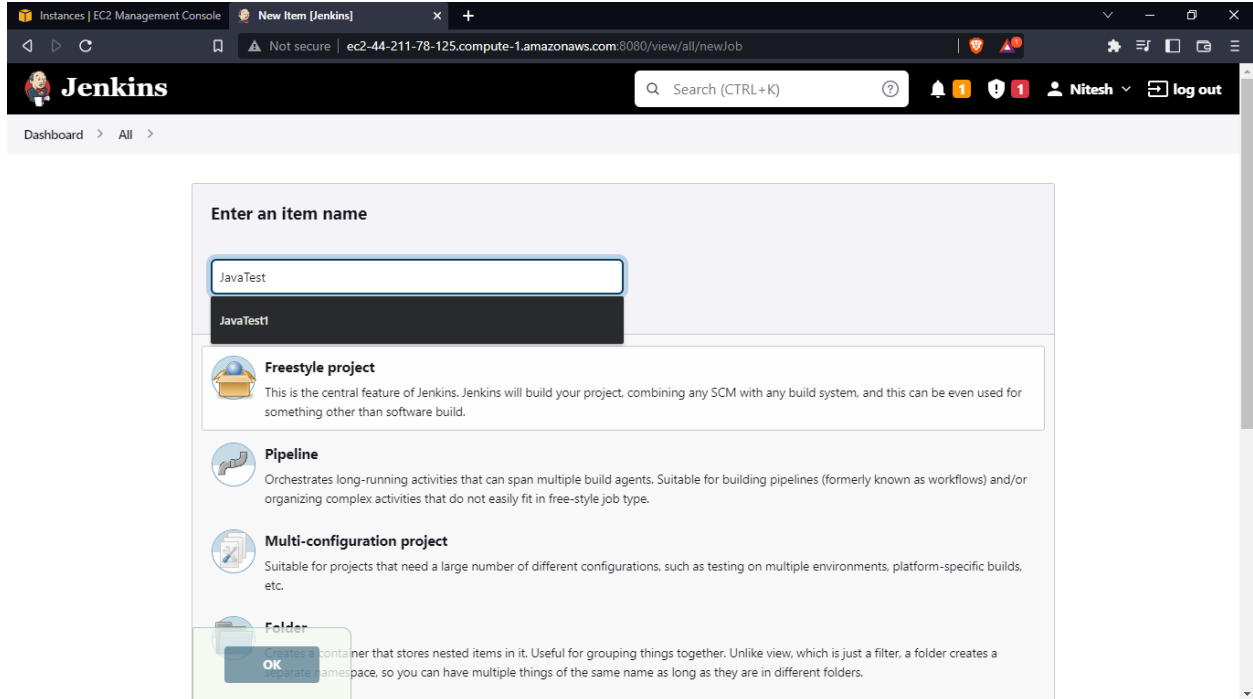 Instances | EC2 Management Console
New Item [Jenkins]
Not secure | ec2-44-211-78-125.compute-1.amazonaws.com:8080/view/all/newJob
Jenkins
Search (CTRL+K)
1
1
Nitesh
log out
Dashboard > All >
Enter an item name
JavaTest
JavaTest1
Freestyle project
This is the central feature of Jenkins. Jenkins will build your project, combining any SCM with any build system, and this can be even used for
something other than software build.
Pipeline
Orchestrates long-running activities that can span multiple build agents. Suitable for building pipelines (formerly known as workflows) and/or
organizing complex activities that do not easily fit in free-style job type.
Multi-configuration project
Suitable for projects that need a large number of different configurations, such as testing on multiple environments, platform-specific builds,
etc.
Folder
Creates a container that stores nested items in it. Useful for grouping things together. Unlike view, which is just a filter, a folder creates a
separate namespace, so you can have multiple things of the same name as long as they are in different folders.
OK